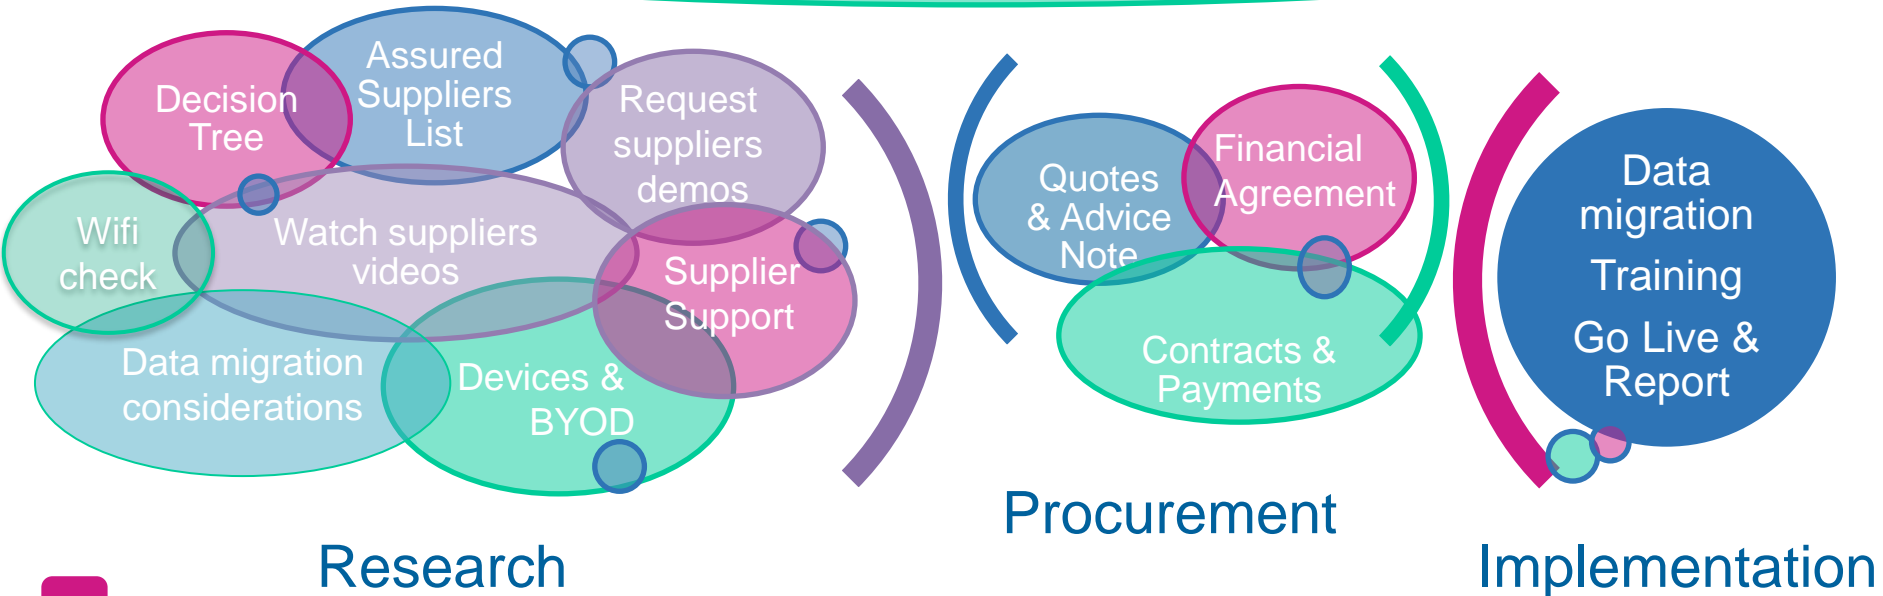 Decision
Tree
Assured
Suppliers
List
Request
suppliers
demos
Wifi
check
Watch suppliers
videos
Supplier
Support
Data migration
considerations
Devices &
BYOD
Research
Quotes
& Advice
Note
Financial
Agreement
Contracts &
Payments
Procurement
Data
migration
Training
Go Live &
Report
Implementation